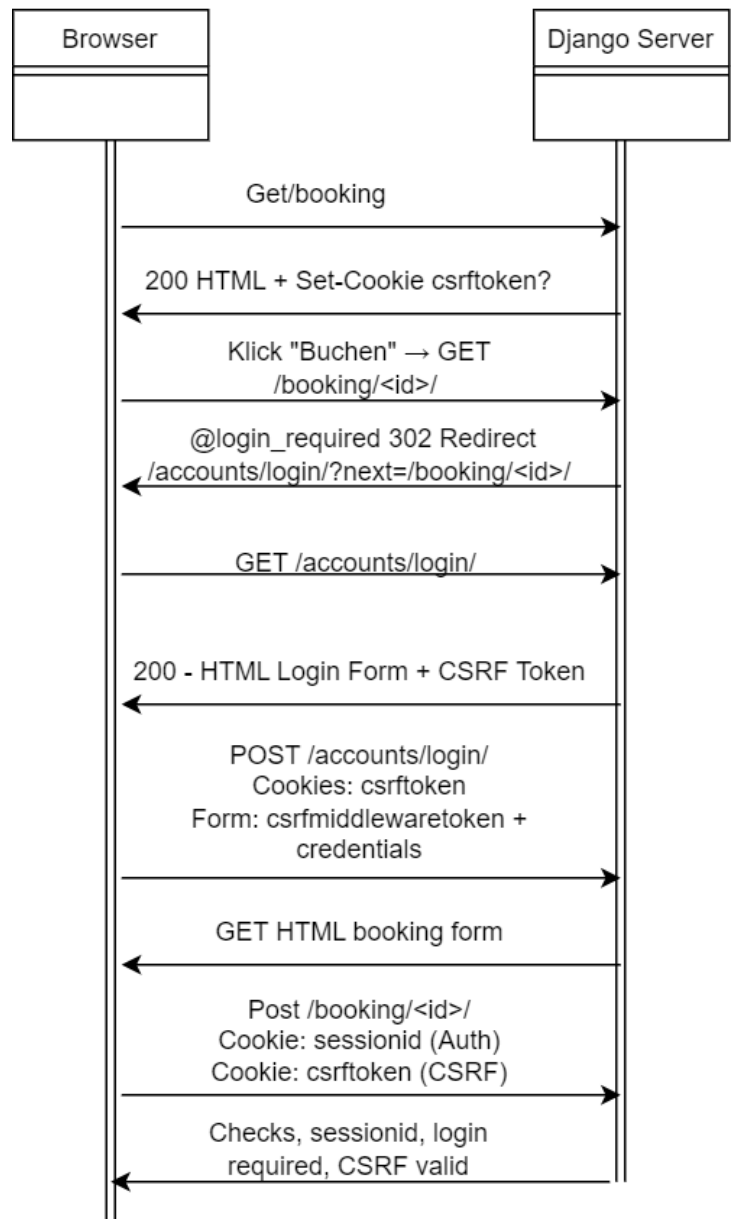 Browser
Django Server
Get/booking
200 HTML + Set-Cookie csrftoken?
Klick "Buchen" → GET
/booking/<id>/
@login_required 302 Redirect
/accounts/login/?next=/booking/<id>/
GET /accounts/login/
200 - HTML Login Form + CSRF Token
POST /accounts/login/
Cookies: csrftoken
Form: csrfmiddlewaretoken +
credentials
GET HTML booking form
Post /booking/<id>/
Cookie: sessionid (Auth)
Cookie: csrftoken (CSRF)
Checks, sessionid, login
required, CSRF valid